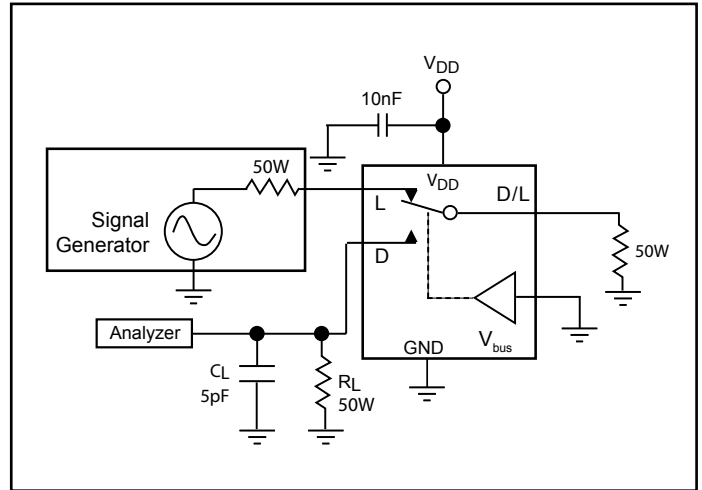 VDD
10nF
50W
VDD
D/L
L
Signal
Generator
D
50W
Analyzer
Vbus
GND
CL
5pF
RL
50W